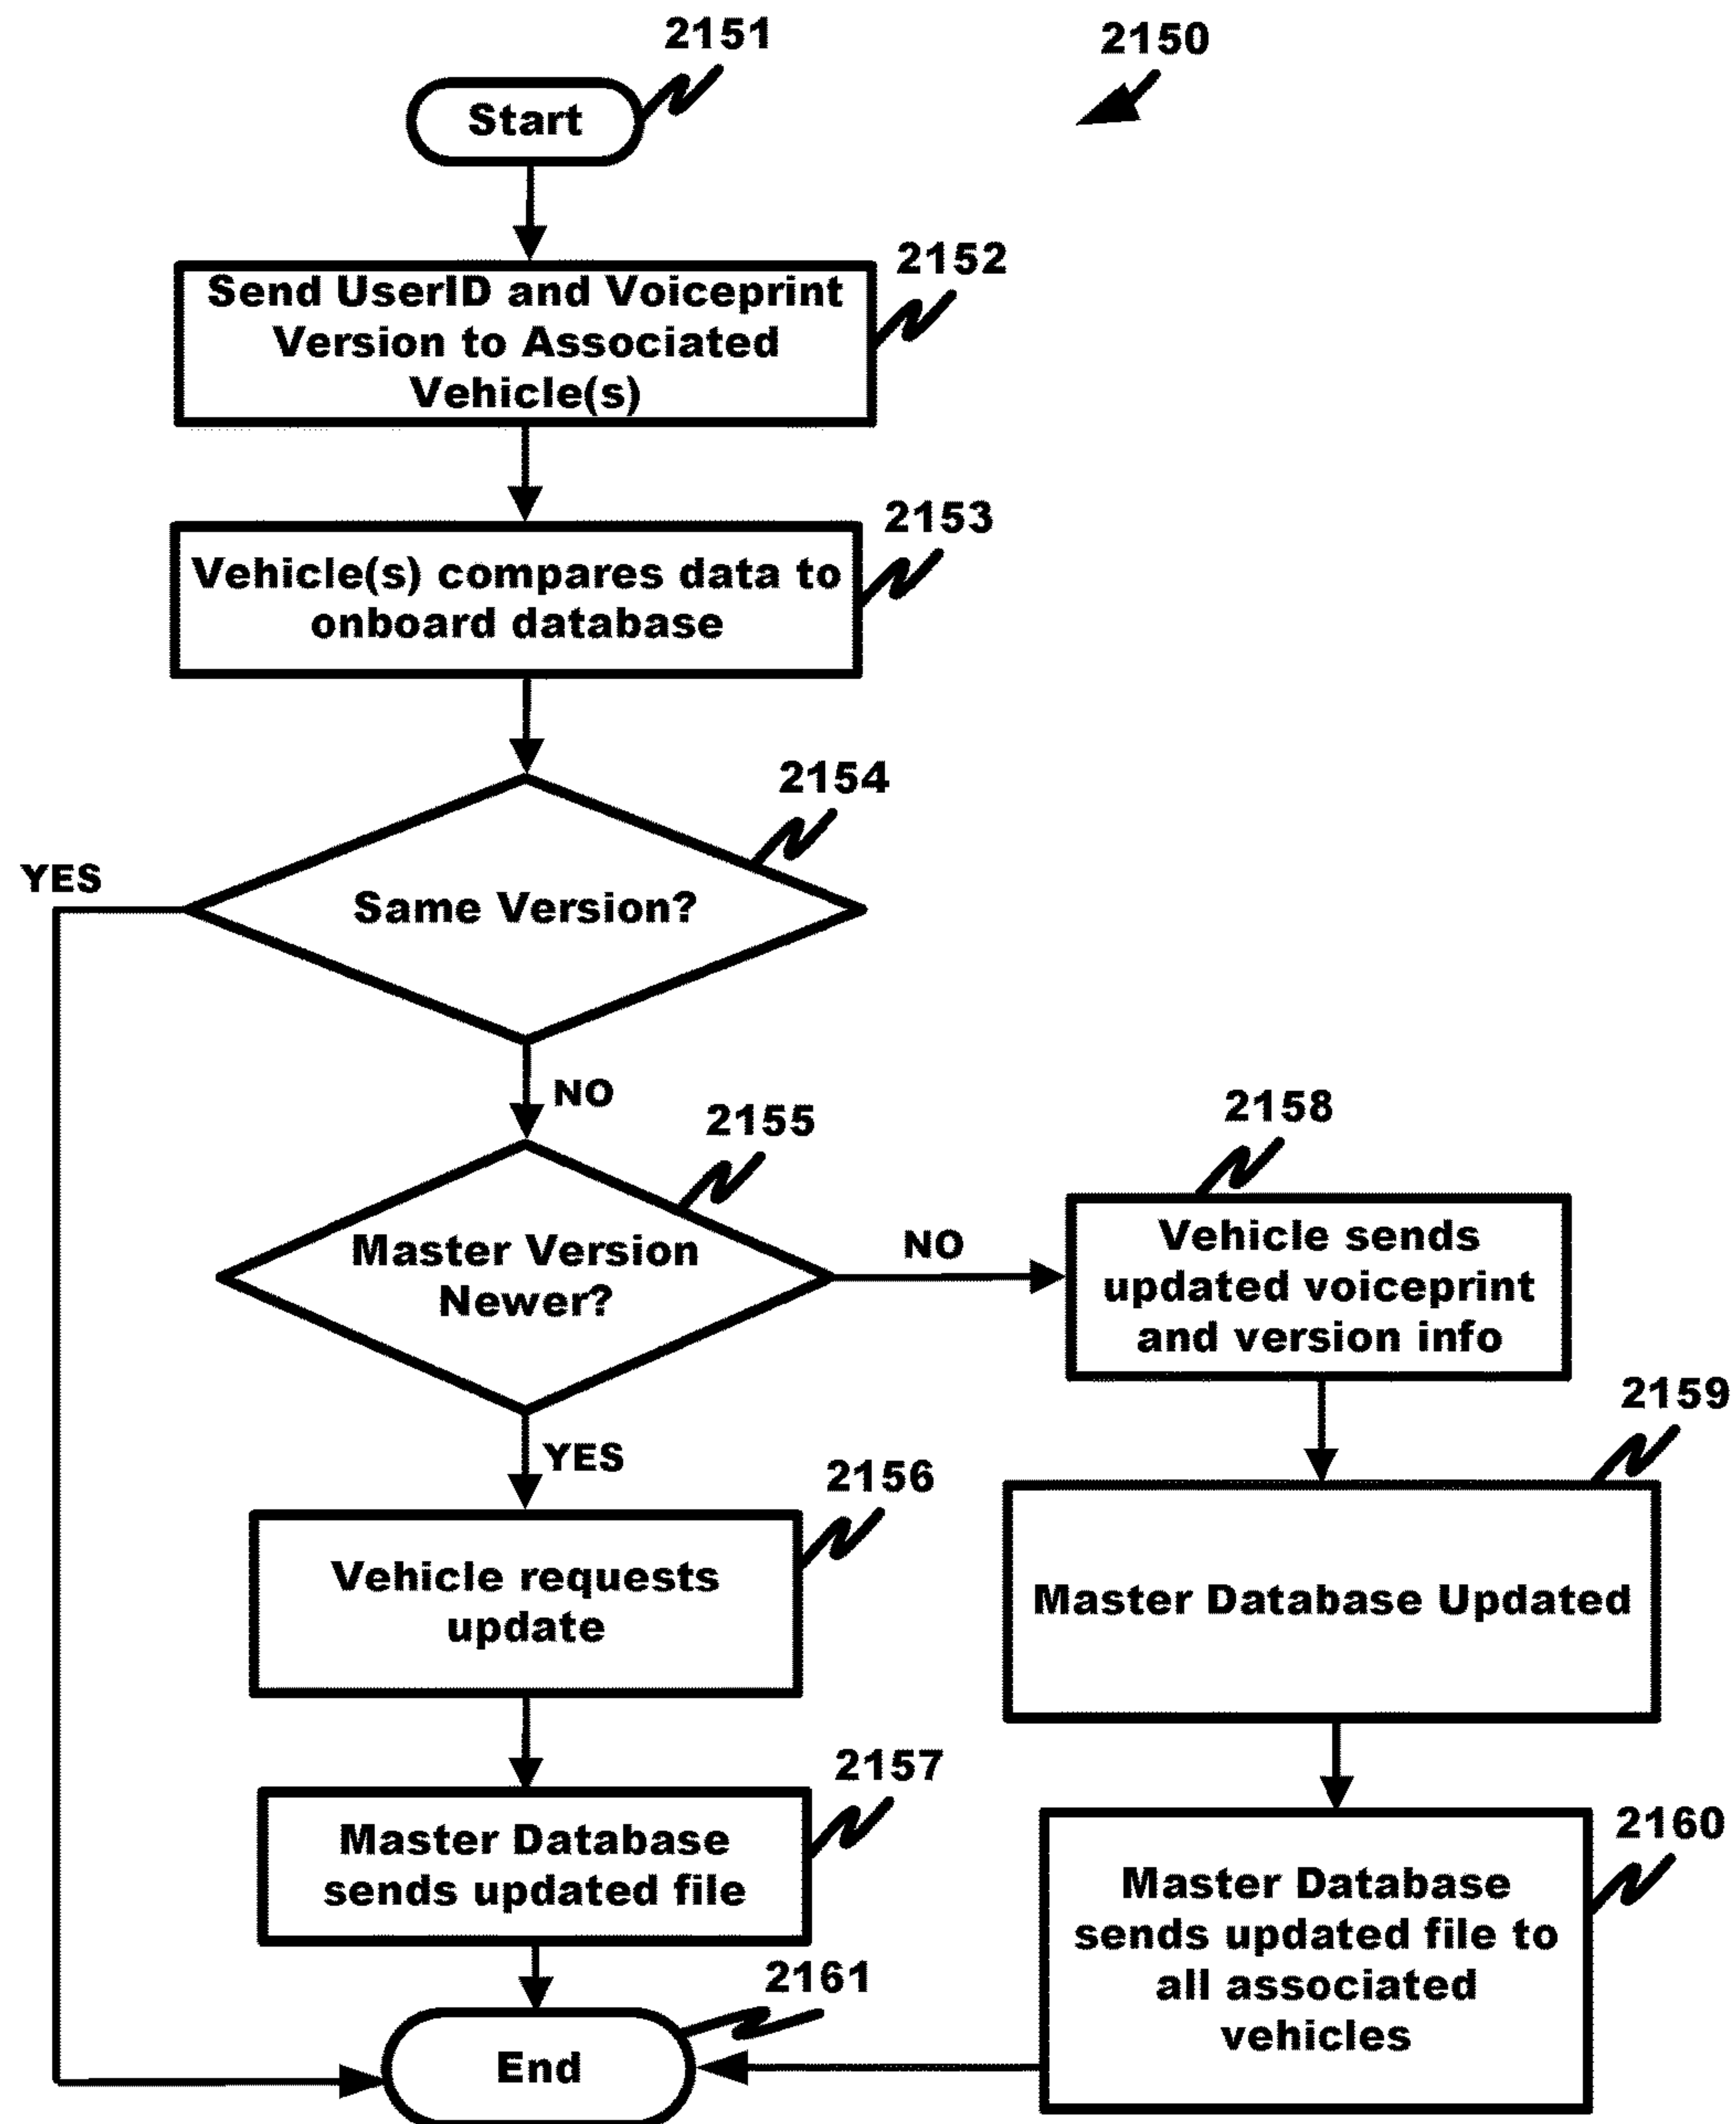 2151
2150
Start
2152
Send UserID and Voiceprint
Version to Associated
Vehicle(s)
2153
Vehicle(s) compares data to
onboard database
2154
YES
Same Version?
NO
2155
2158
Master Version
Newer?
NO
Vehicle sends
updated voiceprint
and version info
2159
YES
2156
Vehicle requests
update
Master Database Updated
2157
Master Database
sends updated file
2160
Master Database
sends updated file to
all associated
vehicles
2161
End